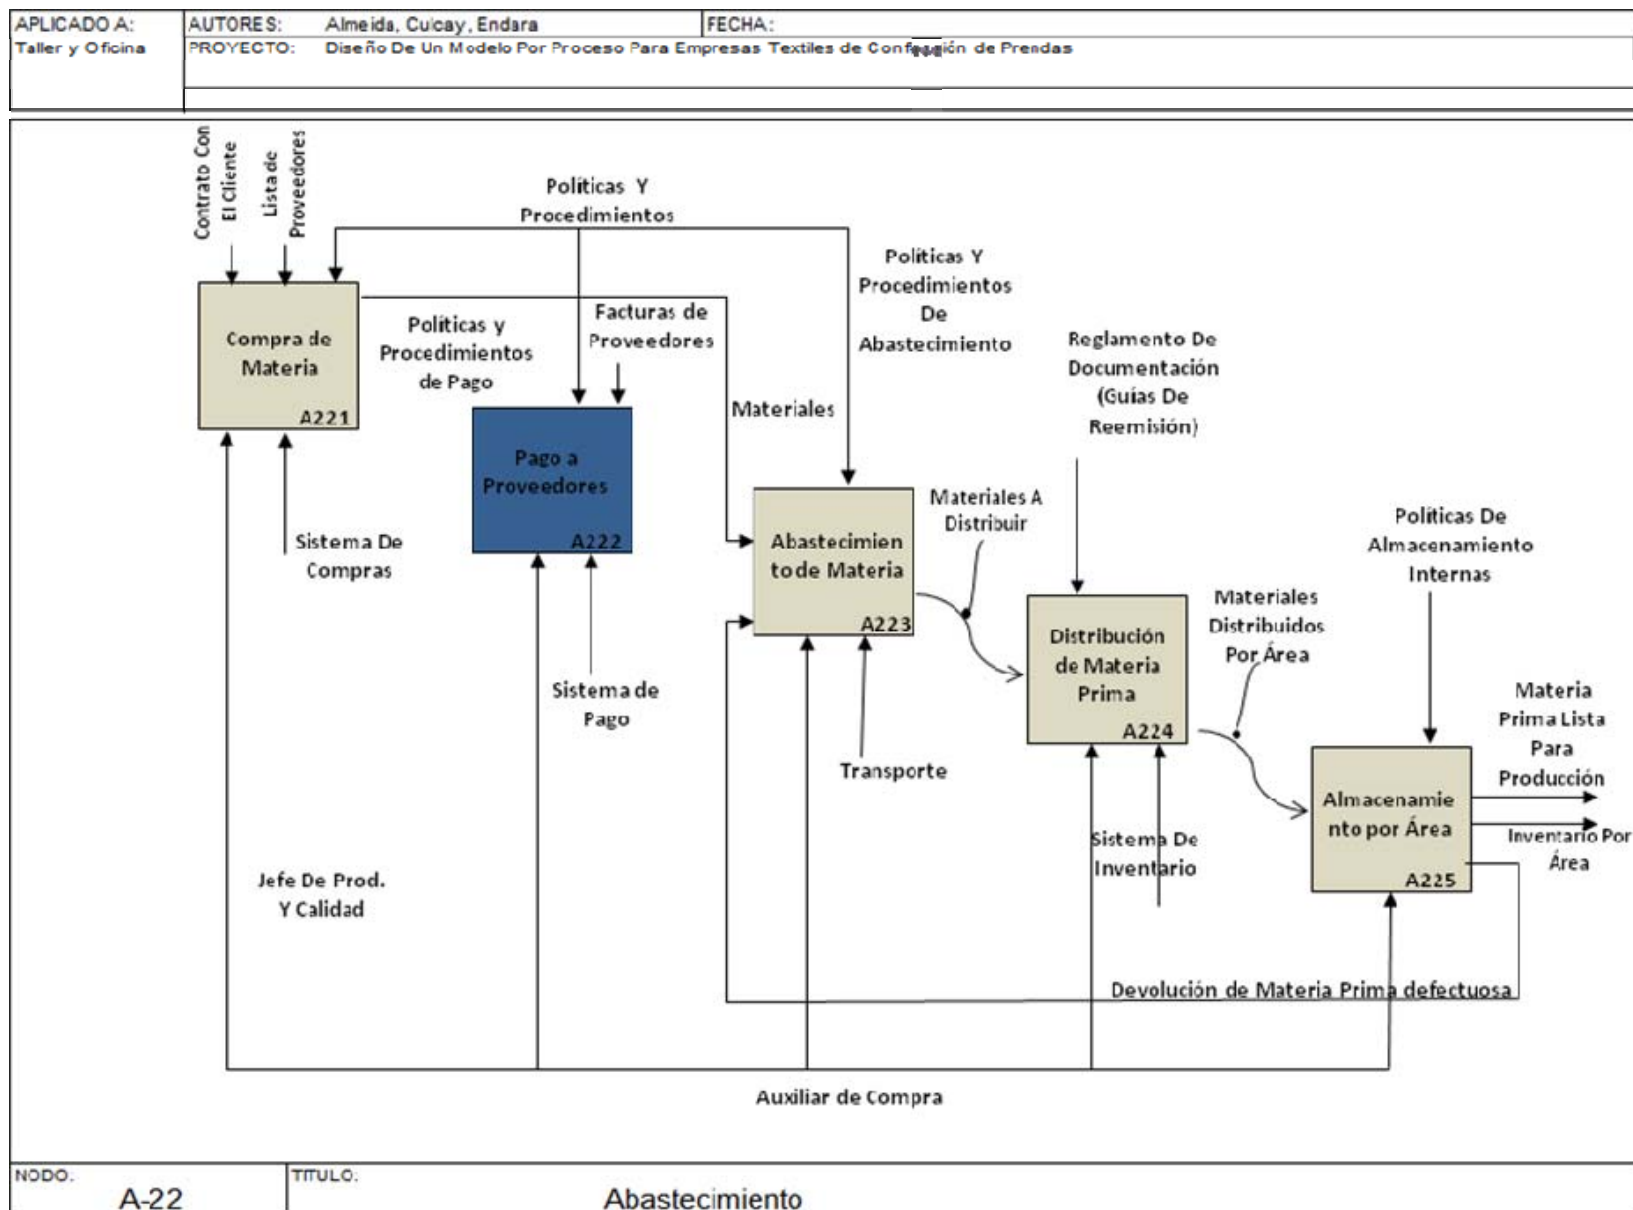 APLICADO A:
Taller y Oficina
AUTORES: Almeida, Culcay, Endara
FECHA:
PROYECTO: Diseño De Un Modelo Por Proceso Para Empresas Textiles de Confección de Prendas
Contrato Con
El Cliente
Lista de
Proveedores
Políticas Y
Procedimientos
Compra de
Materia
A221
Políticas y
Procedimientos
de Pago
Facturas de
Proveedores
Políticas Y
Procedimientos
De
Abastecimiento
Reglamento De
Documentación
(Guías De
Reemisión)
Materiales
Pago a
Proveedores
A222
Sistema De
Compras
Materiales A
Distribuir
Abastecimien
to de Materia
A223
Políticas De
Almacenamiento
Internas
Distribución
de Materia
Prima
A224
Materiales
Distribuidos
Por Área
Sistema de
Pago
Transporte
Materia
Prima Lista
Para
Producción
Almacenamie
nto por Área
A225
Inventario Por
Área
Sistema De
Inventario
Jefe De Prod.
Y Calidad
Devolución de Materia Prima defectuosa
Auxiliar de Compra
NODO:
A-22
TITULO:
Abastecimiento